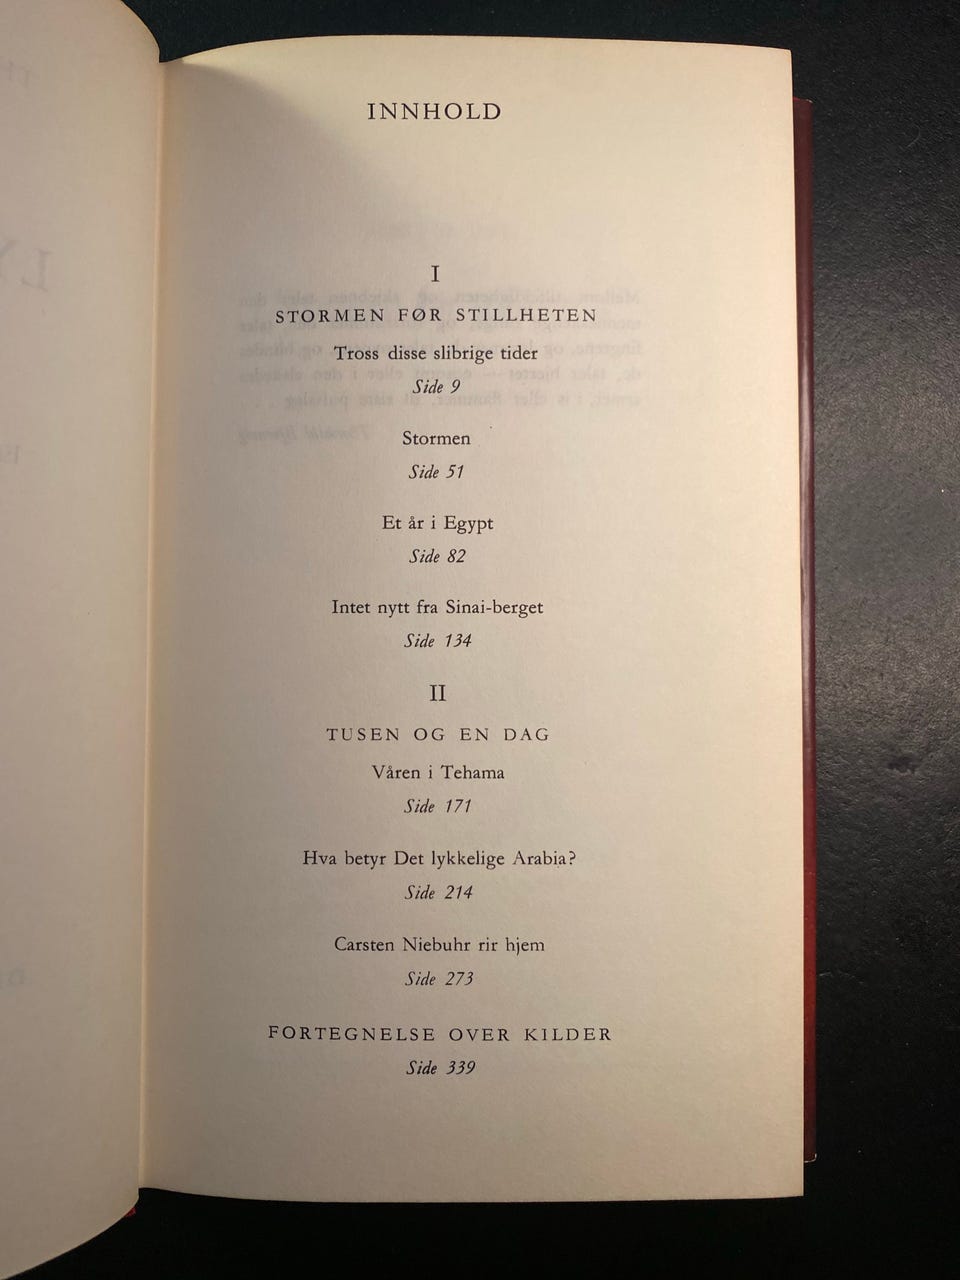 INNHOLD
I
STORMEN FØR STILLHETEN
Tross disse slibrige tider
Side 9
Stormen
Side 51
Et år i Egypt
Side 82
Intet nytt fra Sinai-berget
Side 134
II
TUSEN OG EN DAG
Våren i Tehama
Side 171
Hva betyr Det lykkelige Arabia?
Side 214
Carsten Niebuhr rir hjem
Side 273
FORTEGNELSE OVER KILDER
Side 339